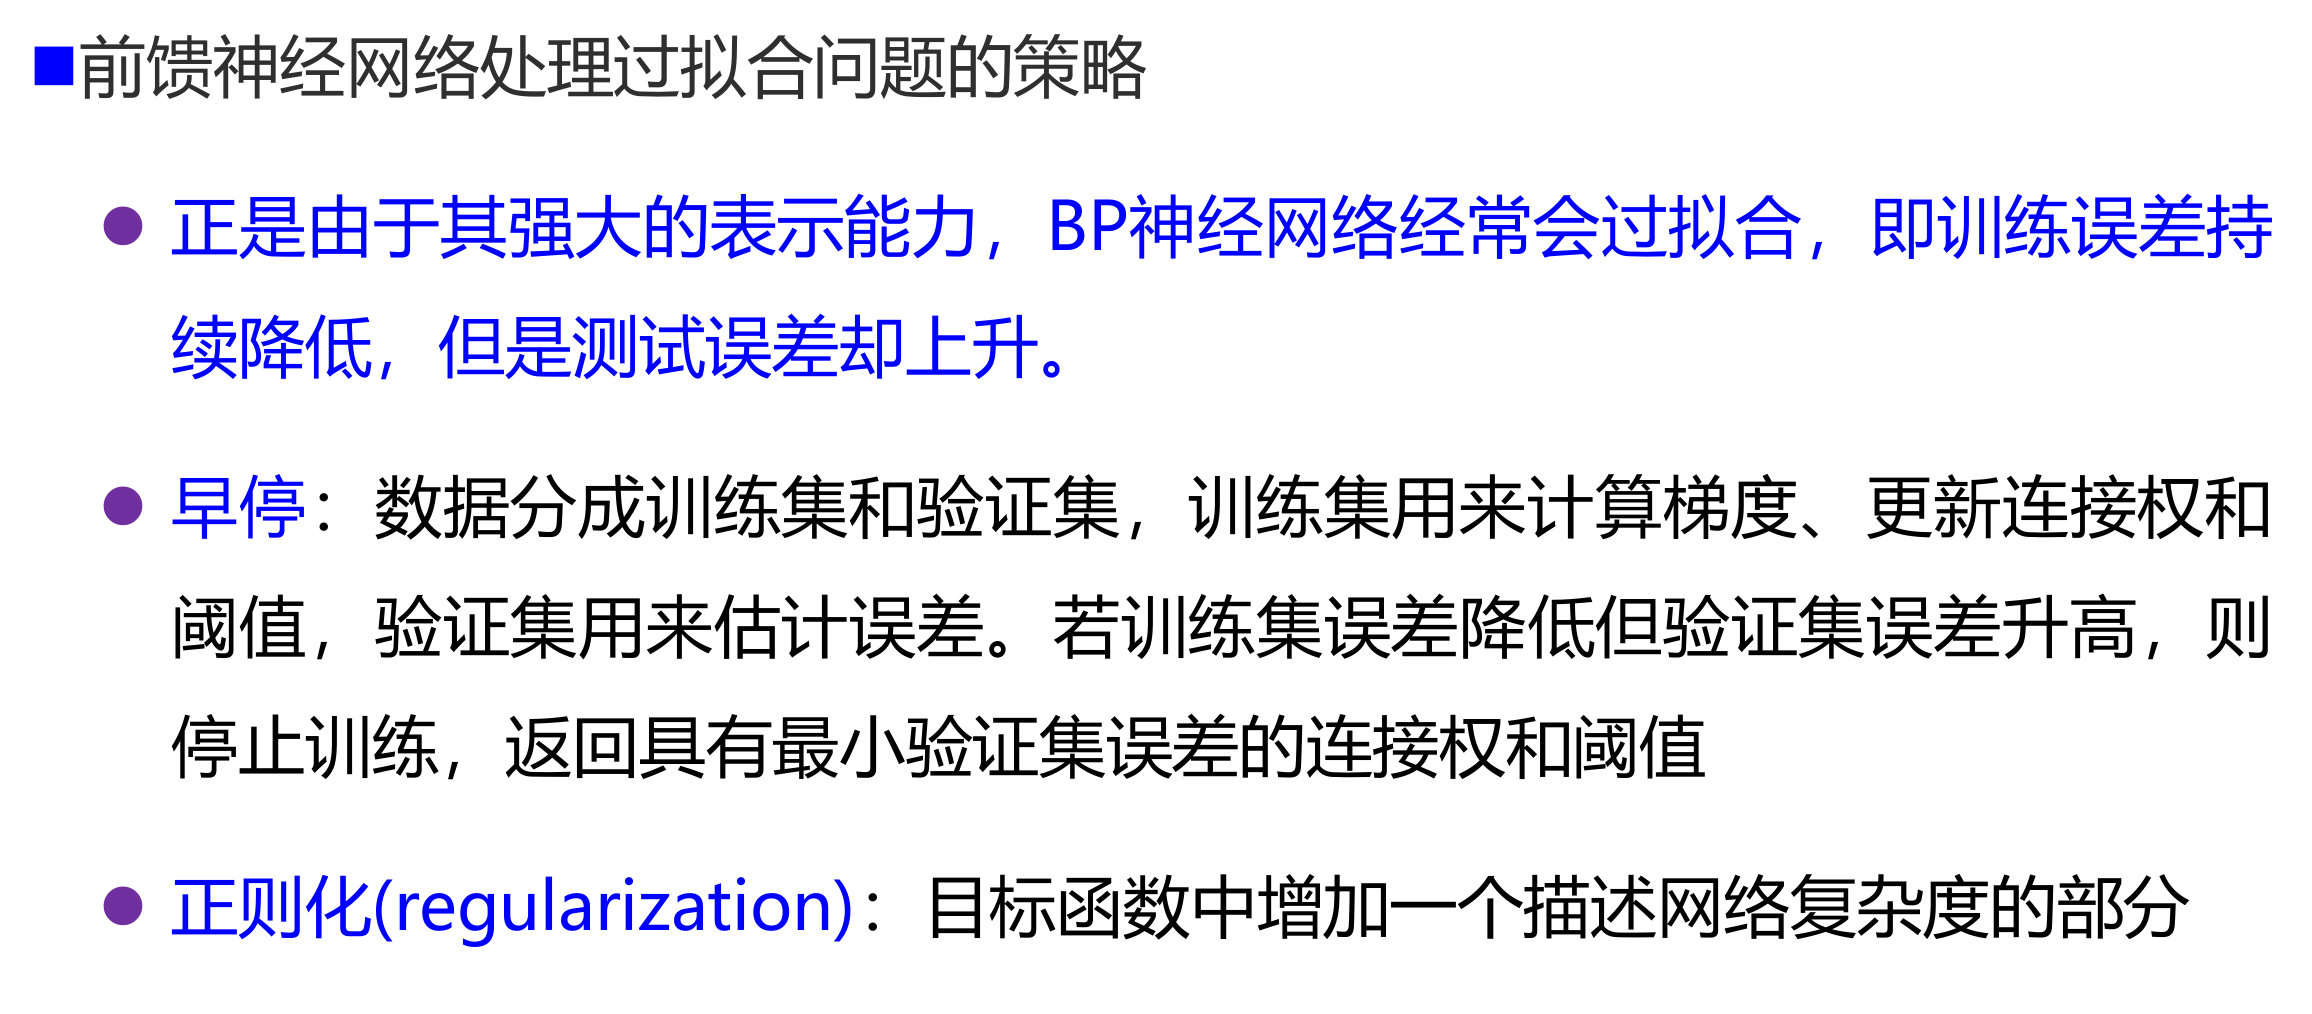 ■前馈神经网络处理过拟合问题的策略
● 正是由于其强大的表示能力，BP神经网络经常会过拟合，即训练误差持
续降低，但是测试误差却上升。
● 早停：数据分成训练集和验证集，训练集用来计算梯度、更新连接权和
阈值，验证集用来估计误差。若训练集误差降低但验证集误差升高，则
停止训练，返回具有最小验证集误差的连接权和阈值
● 正则化(regularization)：目标函数中增加一个描述网络复杂度的部分